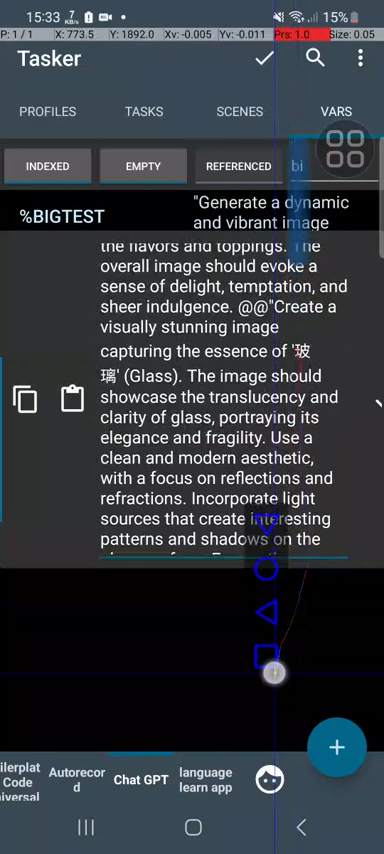 15:33 7 KB/s 15%
P: 1 / 1 X: 773.5 Y: 1892.0 Xv: -0.005 Yv: -0.011 Prs: 1.0 Size: 0.05
Tasker
PROFILES TASKS SCENES VARS
INDEXED EMPTY REFERENCED bi
%BIGTEST
"Generate a dynamic
and vibrant image
the flavors and toppings. The
overall image should evoke a
sense of delight, temptation, and
sheer indulgence. @@"Create a
visually stunning image
capturing the essence of '玻
璃' (Glass). The image should
showcase the translucency and
clarity of glass, portraying its
elegance and fragility. Use a
clean and modern aesthetic,
with a focus on reflections and
refractions. Incorporate light
sources that create interesting
patterns and shadows on the
ilerplat
Code
iversal
Autorecor
d
Chat GPT
language
learn app